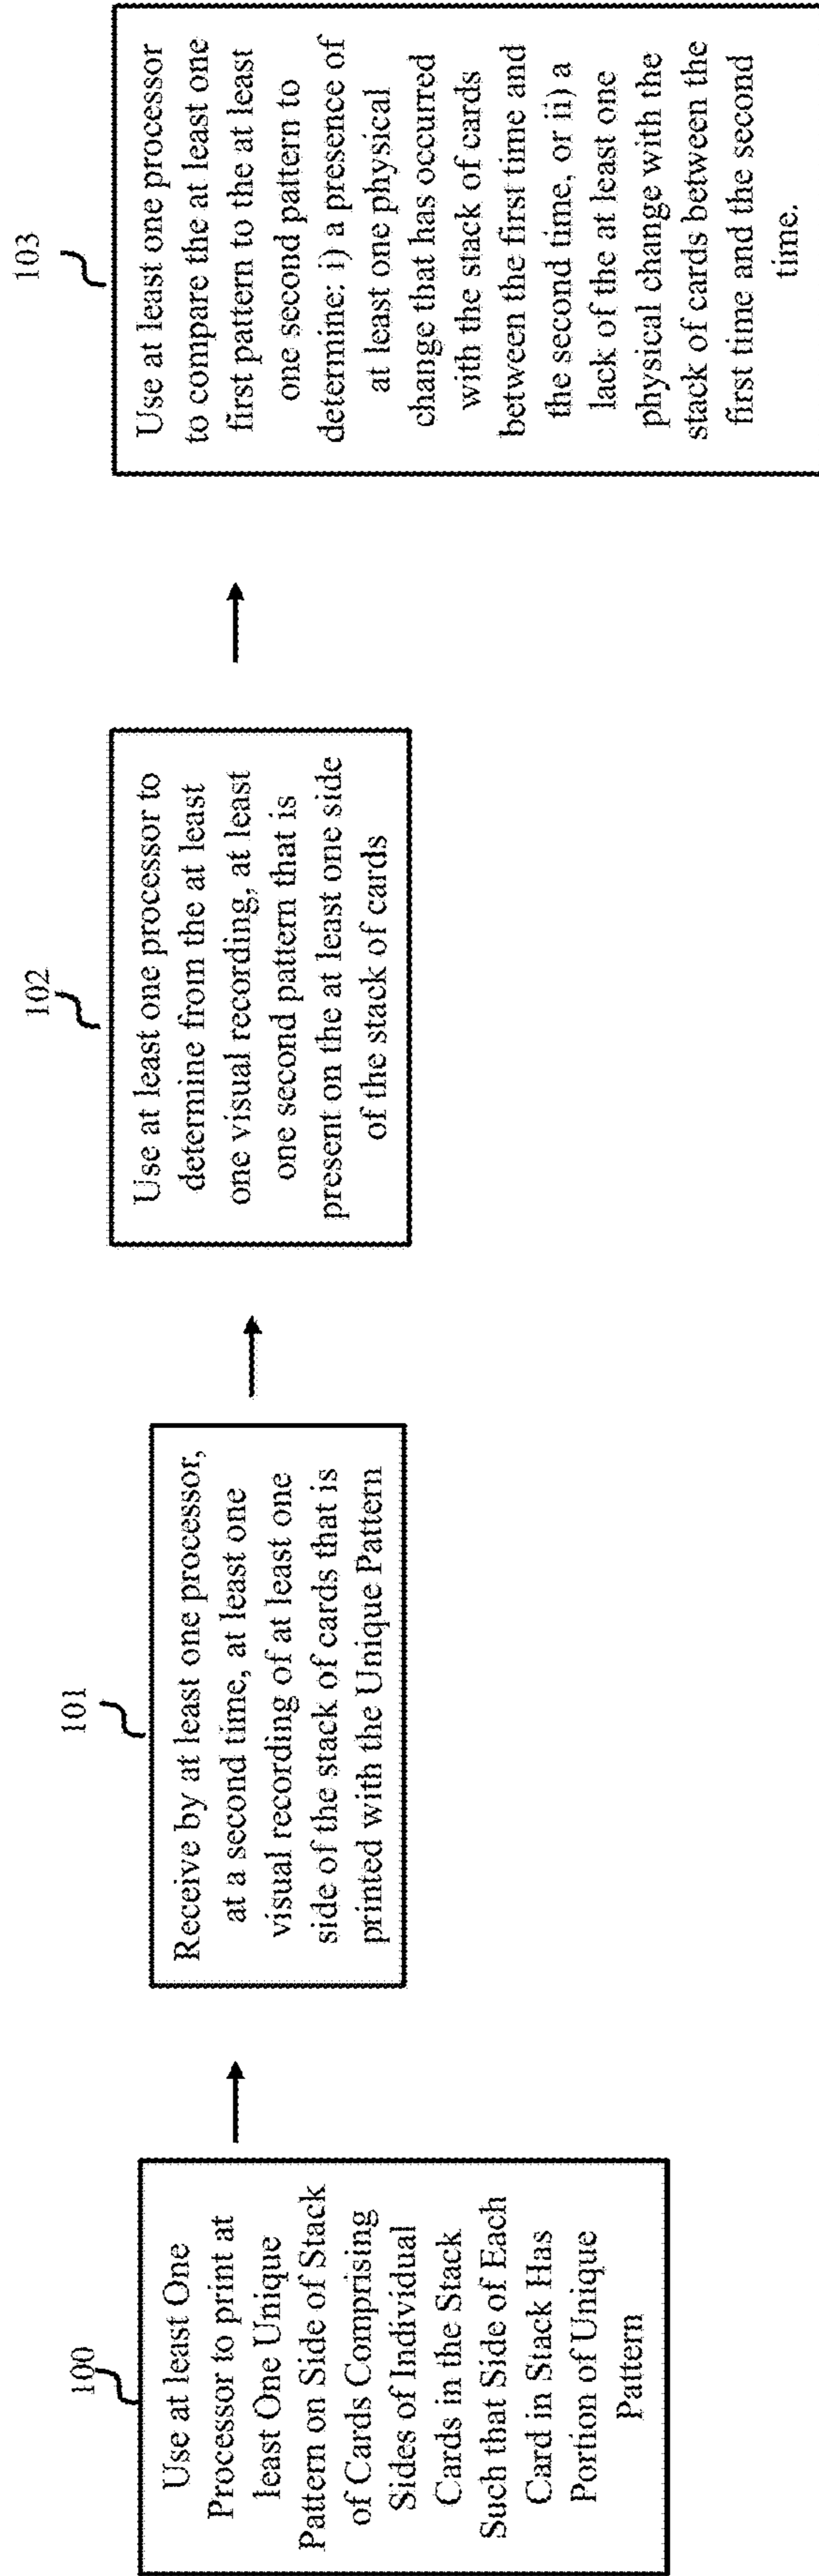 100
Use at least One
Processor to print at
least One Unique
Pattern on Side of Stack
of Cards Comprising
Sides of Individual
Cards in the Stack
Such that Side of Each
Card in Stack Has
Portion of Unique
Pattern
101
Receive by at least one processor,
at a second time, at least one
visual recording of at least one
side of the stack of cards that is
printed with the Unique Pattern
102
Use at least one processor to
determine from the at least
one visual recording, at least
one second pattern that is
present on the at least one side
of the stack of cards
103
Use at least one processor
to compare the at least one
first pattern to the at least
one second pattern to
determine: i) a presence of
at least one physical
change that has occurred
with the stack of cards
between the first time and
the second time, or ii) a
lack of the at least one
physical change with the
stack of cards between the
first time and the second
time.